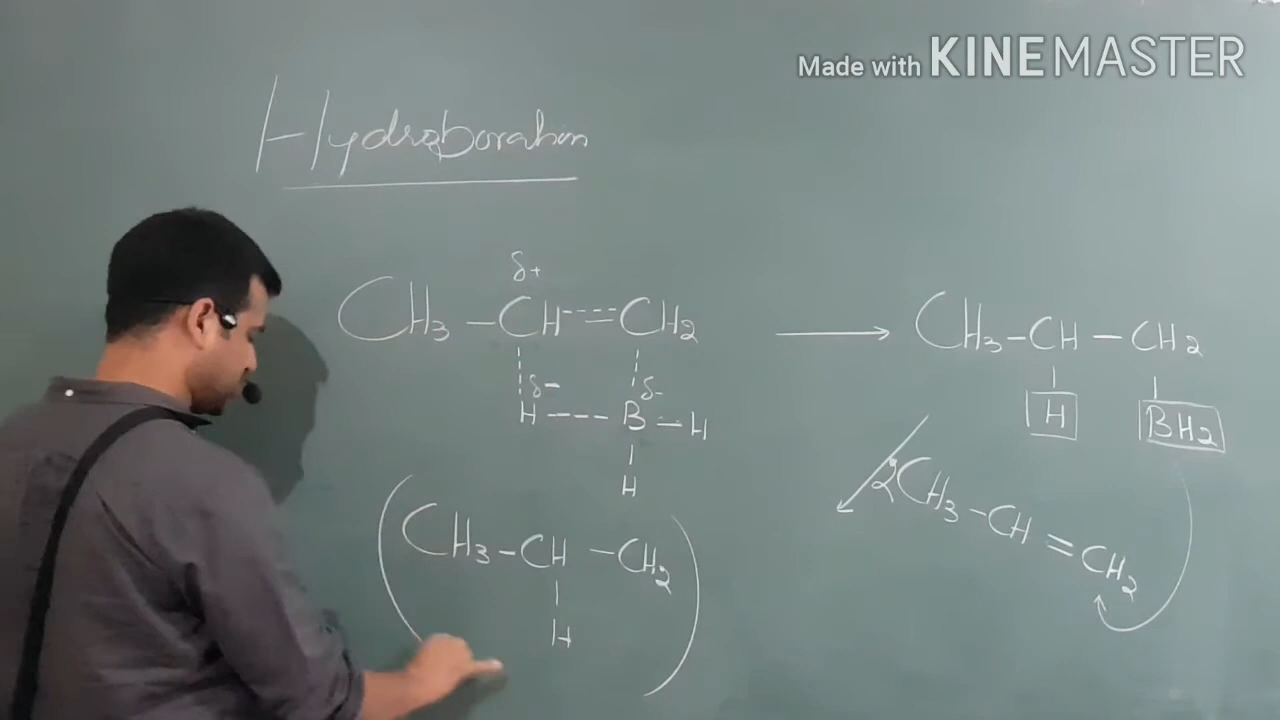 Made with KINEMASTER
Hydroboration
δ+
CH3 – CH = CH2 → CH3 – CH – CH2
δ- δ-
H --- B – H
H BH2
H
2CH3 – CH = CH2
CH3 – CH – CH2
H